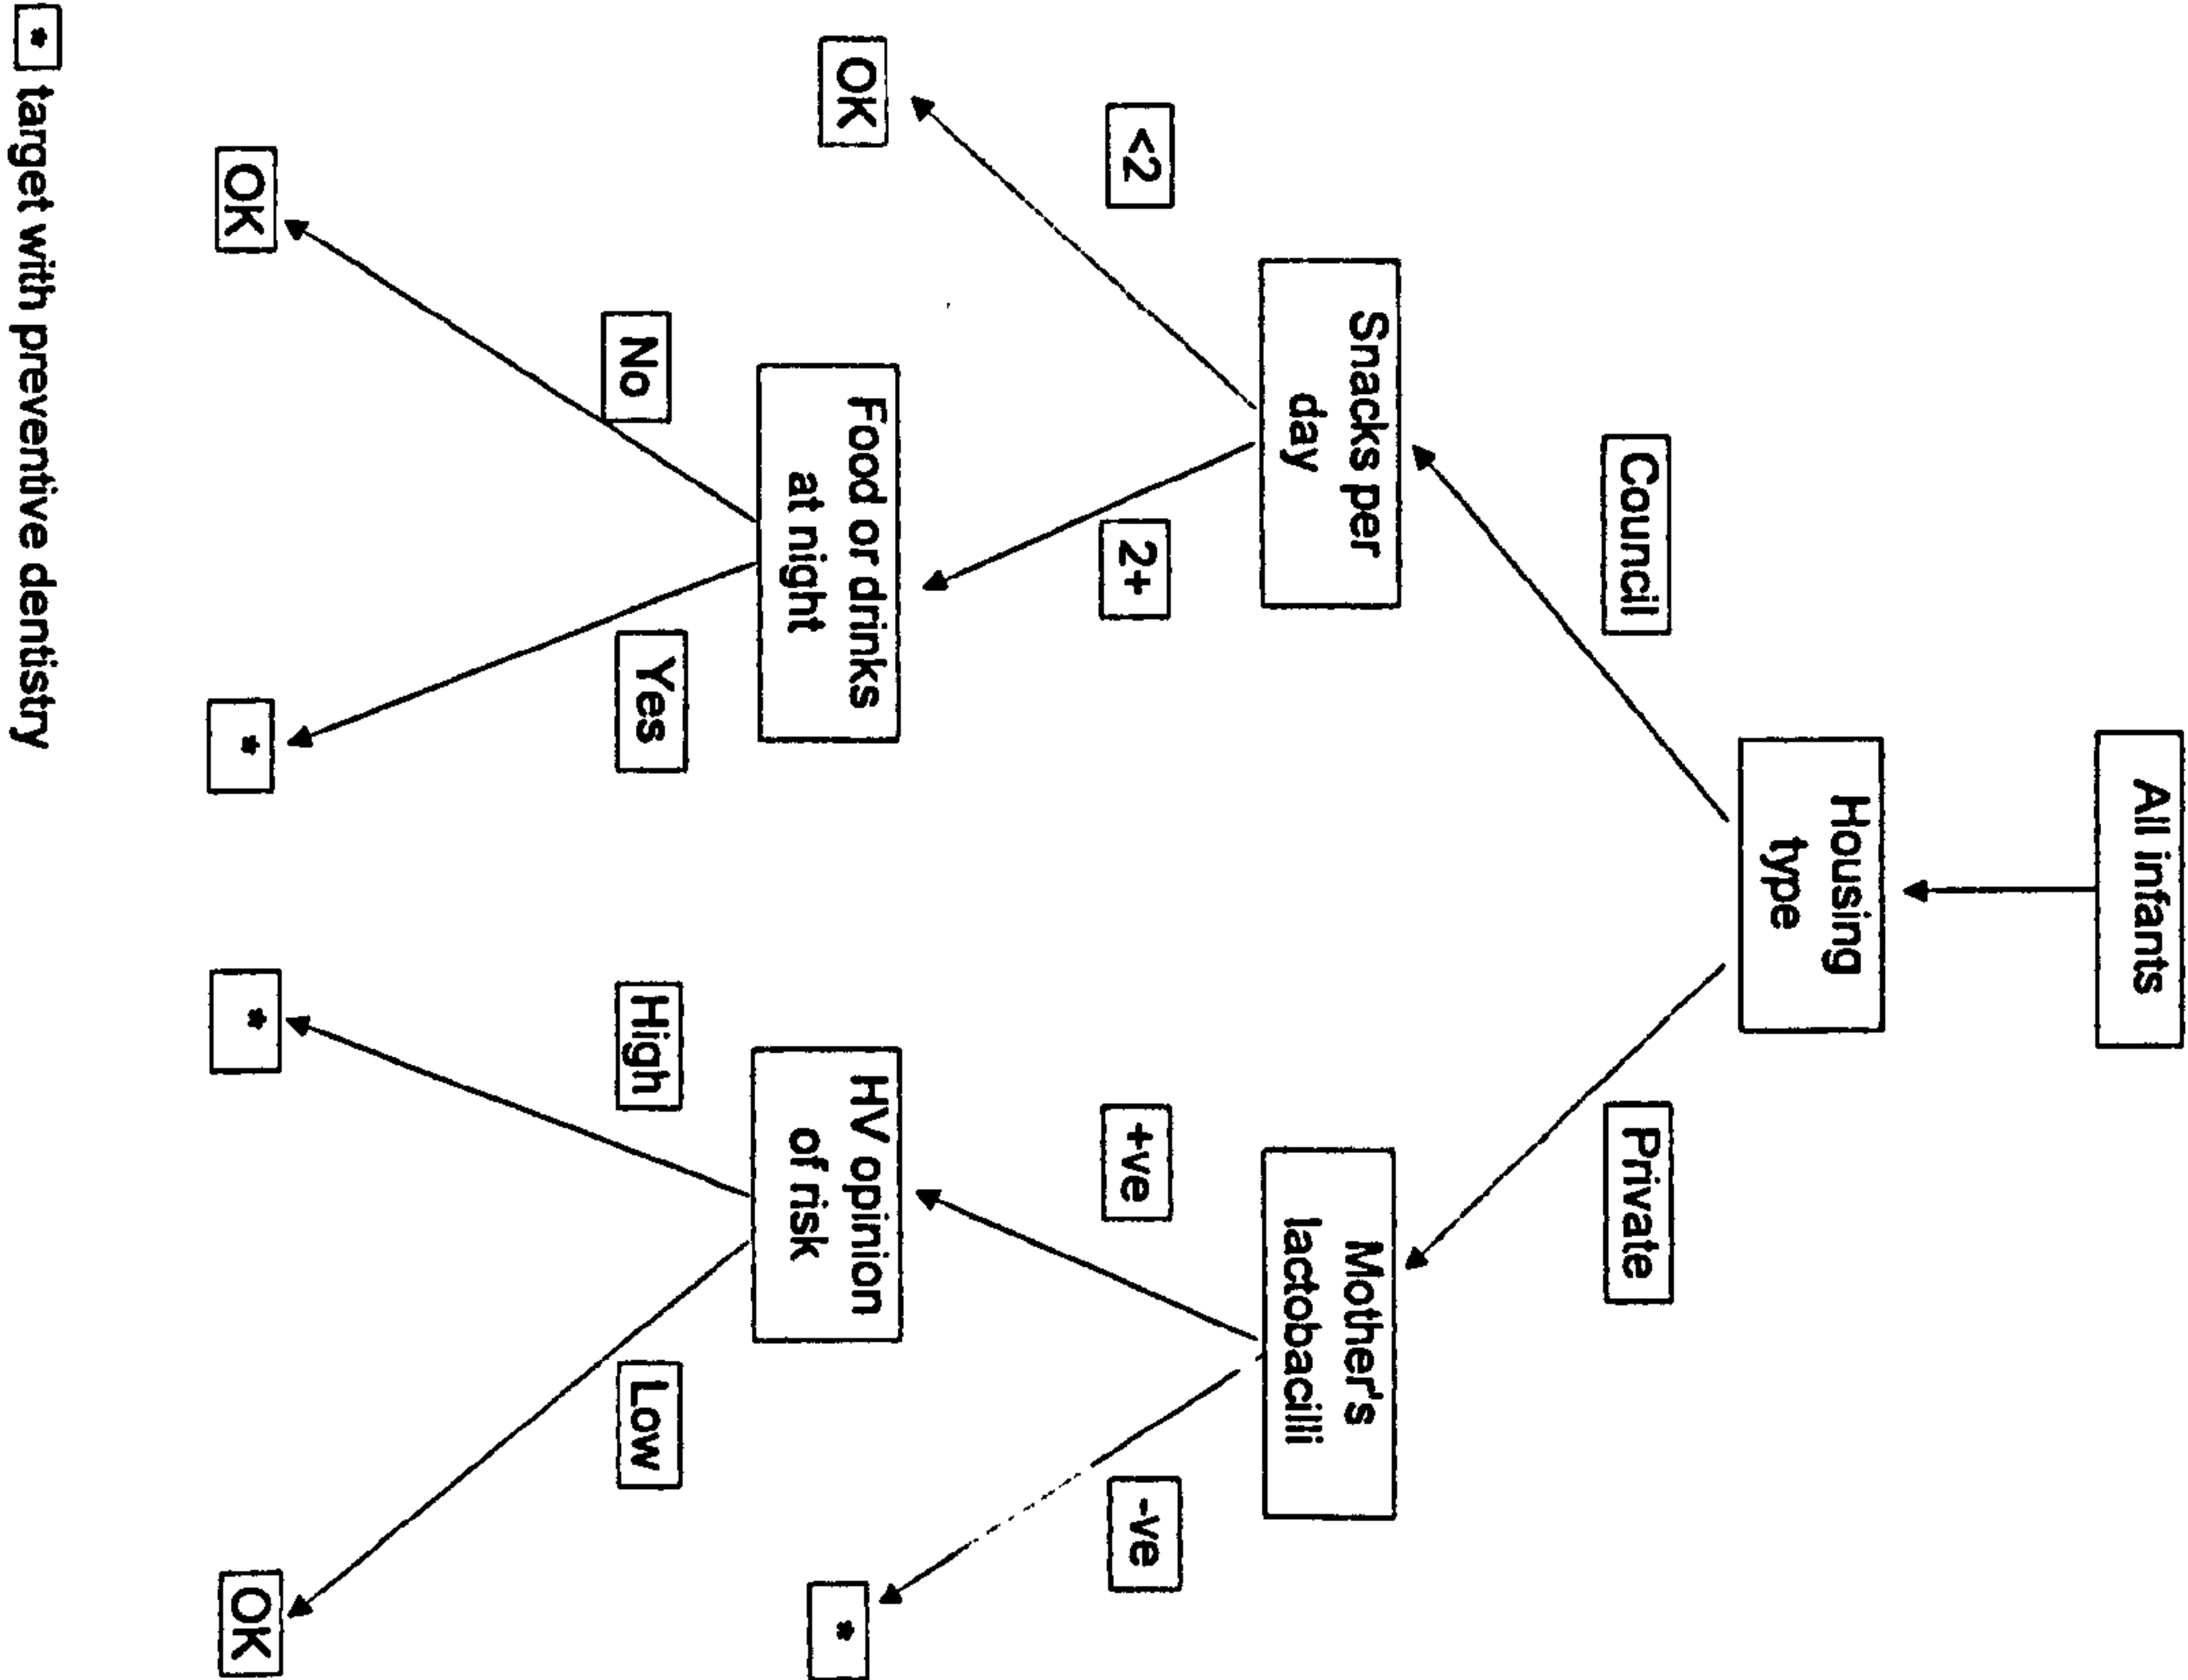 All infants
Housing
type
Council
Private
Snacks per
day
Mother's
lactobacilli
<2
2+
+ve
-ve
OK
Food or drinks
at night
HV opinion
of risk
*
No
Yes
High
Low
OK
*
*
OK
* target with preventive dentistry